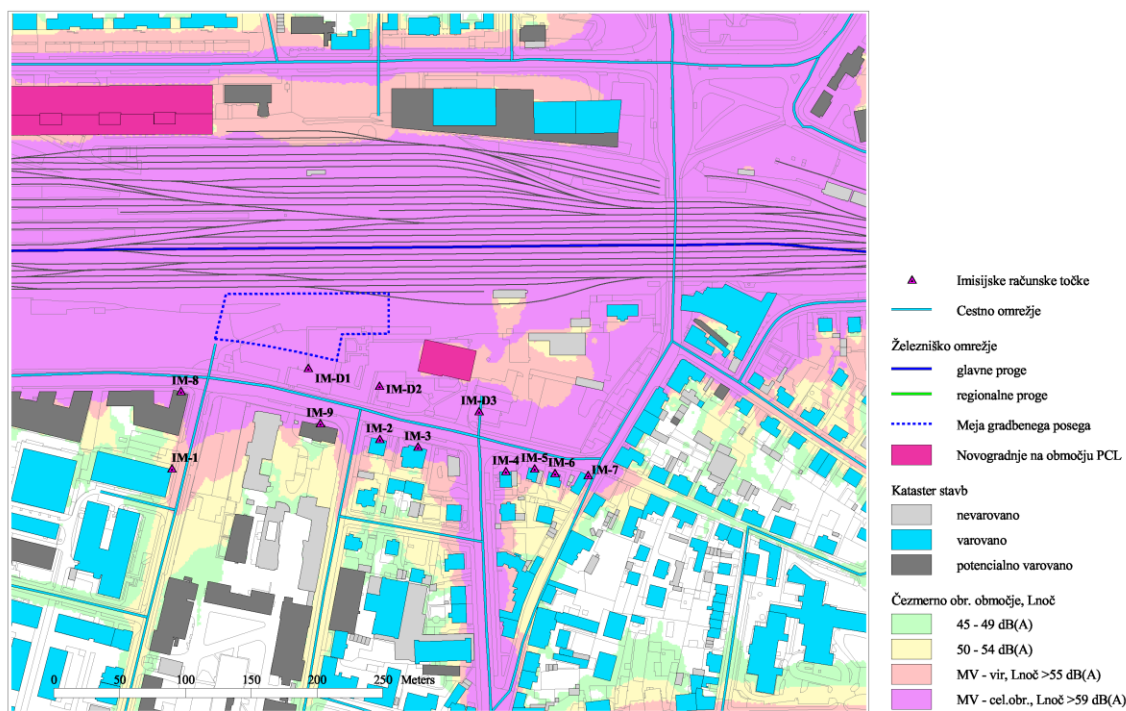 IM-8
IM-D1
IM-D2
IM-D3
IM-9
IM-2
IM-3
IM-1
IM-4
IM-5
IM-6
IM-7
0 50 100 150 200 250 Meters
Imisijske računske točke
Cestno omrežje
Železniško omrežje
glavne proge
regionalne proge
Meja gradbenega posega
Novogradnje na območju PCL
Kataster stavb
nevarovano
varovano
potencialno varovano
Čezmerno obr. območje, Lnoč
45 - 49 dB(A)
50 - 54 dB(A)
MV - vir, Lnoč >55 dB(A)
MV - cel.obr., Lnoč >59 dB(A)